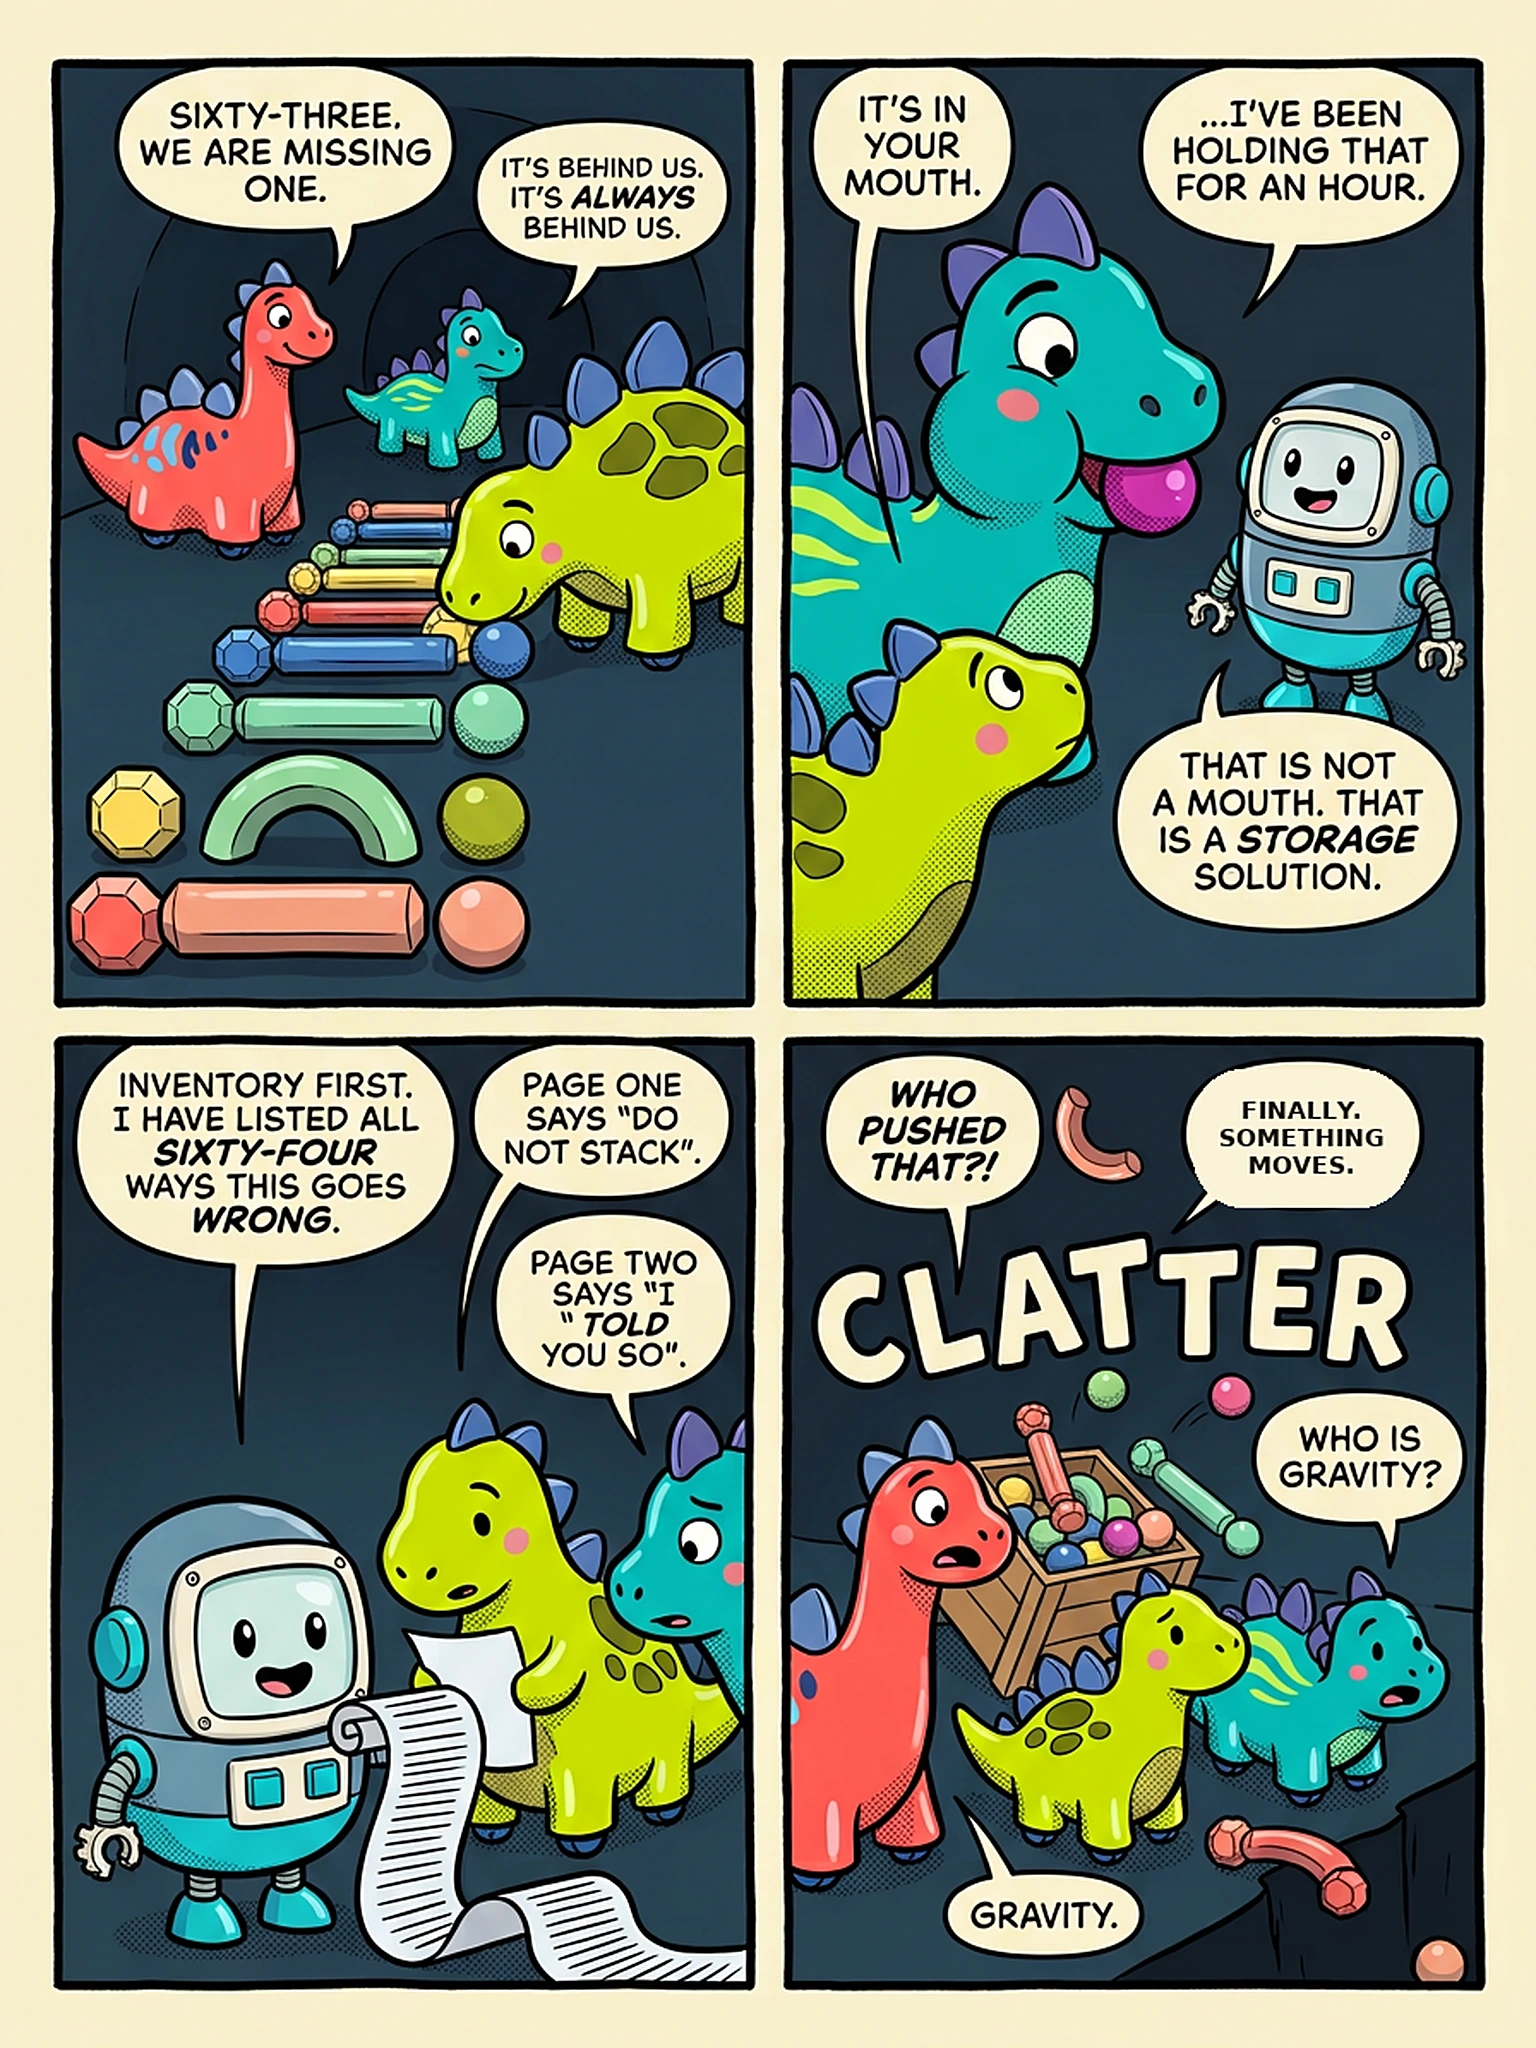 SIXTY-THREE.
WE ARE MISSING
ONE.
IT'S BEHIND US.
IT'S ALWAYS
BEHIND US.
IT'S IN
YOUR
MOUTH.
...I'VE BEEN
HOLDING THAT
FOR AN HOUR.
THAT IS NOT
A MOUTH. THAT
IS A STORAGE
SOLUTION.
INVENTORY FIRST.
I HAVE LISTED ALL
SIXTY-FOUR
WAYS THIS GOES
WRONG.
PAGE ONE
SAYS "DO
NOT STACK".
PAGE TWO
SAYS "I
" TOLD
YOU SO".
WHO
PUSHED
THAT?!
FINALLY.
SOMETHING
MOVES.
CLATTER
WHO IS
GRAVITY?
GRAVITY.